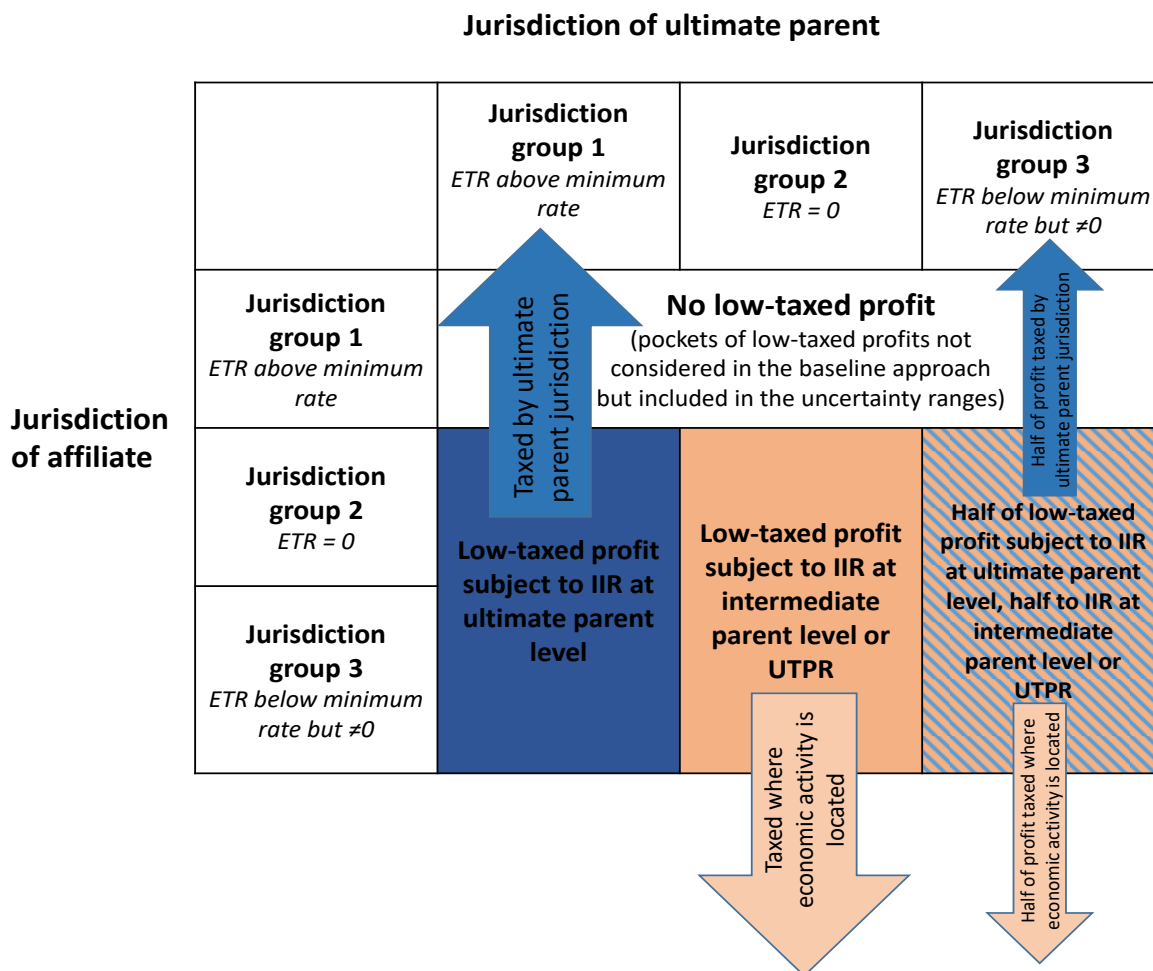 Jurisdiction of ultimate parent
Jurisdiction
group 1
ETR above minimum
rate
Jurisdiction
group 2
ETR = 0
Jurisdiction
group 3
ETR below minimum
rate but ≠0
Jurisdiction
of affiliate
Jurisdiction
group 1
ETR above minimum
rate
No low-taxed profit
(pockets of low-taxed profits not
considered in the baseline approach
but included in the uncertainty ranges)
Taxed by ultimate
parent jurisdiction
Half of profit taxed by
ultimate parent jurisdiction
Jurisdiction
group 2
ETR = 0
Jurisdiction
group 3
ETR below minimum
rate but ≠0
Low-taxed profit
subject to IIR at
ultimate parent
level
Low-taxed profit
subject to IIR at
intermediate
parent level or
UTPR
Half of low-taxed
profit subject to IIR
at ultimate parent
level, half to IIR at
intermediate
parent level or
UTPR
Taxed where
economic activity is
located
Half of profit taxed where
economic activity is located